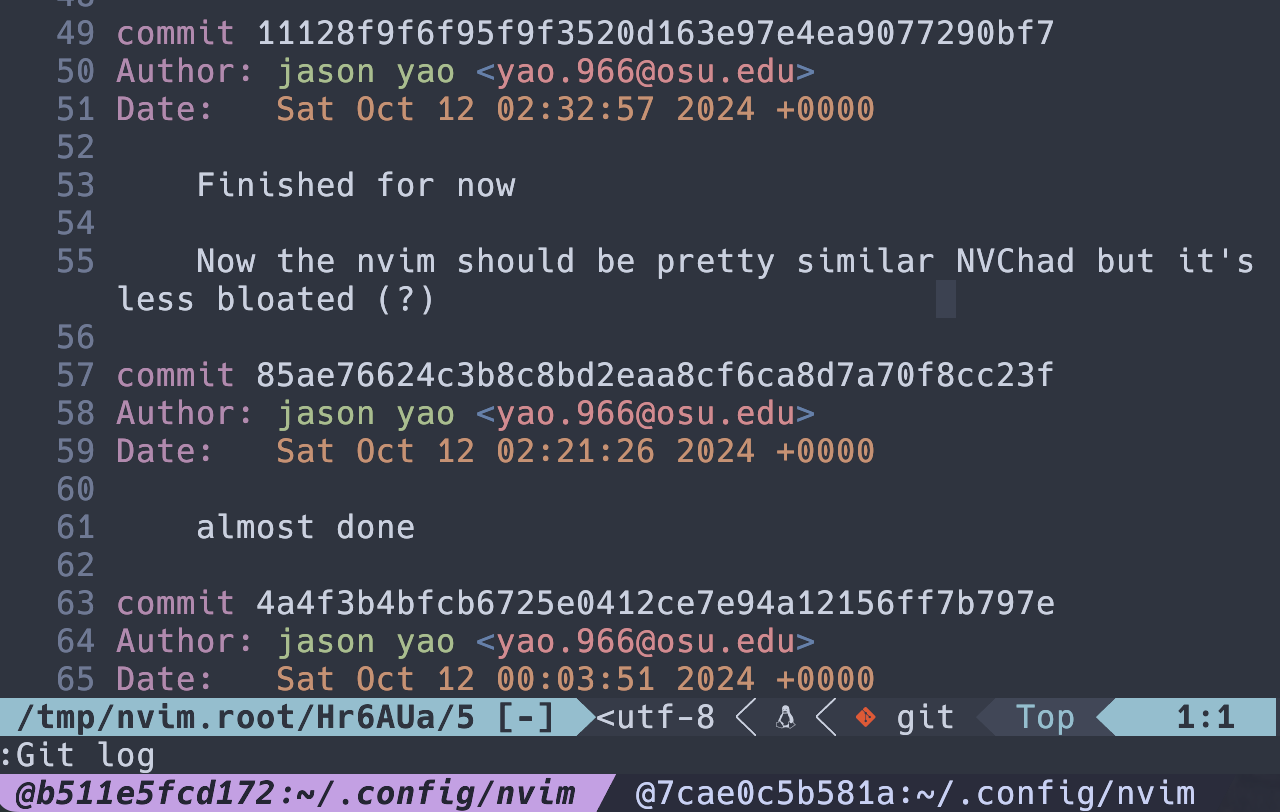 48
49 commit 11128f9f6f95f9f3520d163e97e4ea9077290bf7
50 Author: jason yao <yao.966@osu.edu>
51 Date:   Sat Oct 12 02:32:57 2024 +0000
52
53     Finished for now
54
55     Now the nvim should be pretty similar NVChad but it's
less bloated (?)
56
57 commit 85ae76624c3b8c8bd2eaa8cf6ca8d7a70f8cc23f
58 Author: jason yao <yao.966@osu.edu>
59 Date:   Sat Oct 12 02:21:26 2024 +0000
60
61     almost done
62
63 commit 4a4f3b4bfcb6725e0412ce7e94a12156ff7b797e
64 Author: jason yao <yao.966@osu.edu>
65 Date:   Sat Oct 12 00:03:51 2024 +0000
/tmp/nvim.root/Hr6AUa/5 [-] <utf-8 git Top 1:1
:Git log
@b511e5fcd172:~/.config/nvim @7cae0c5b581a:~/.config/nvim